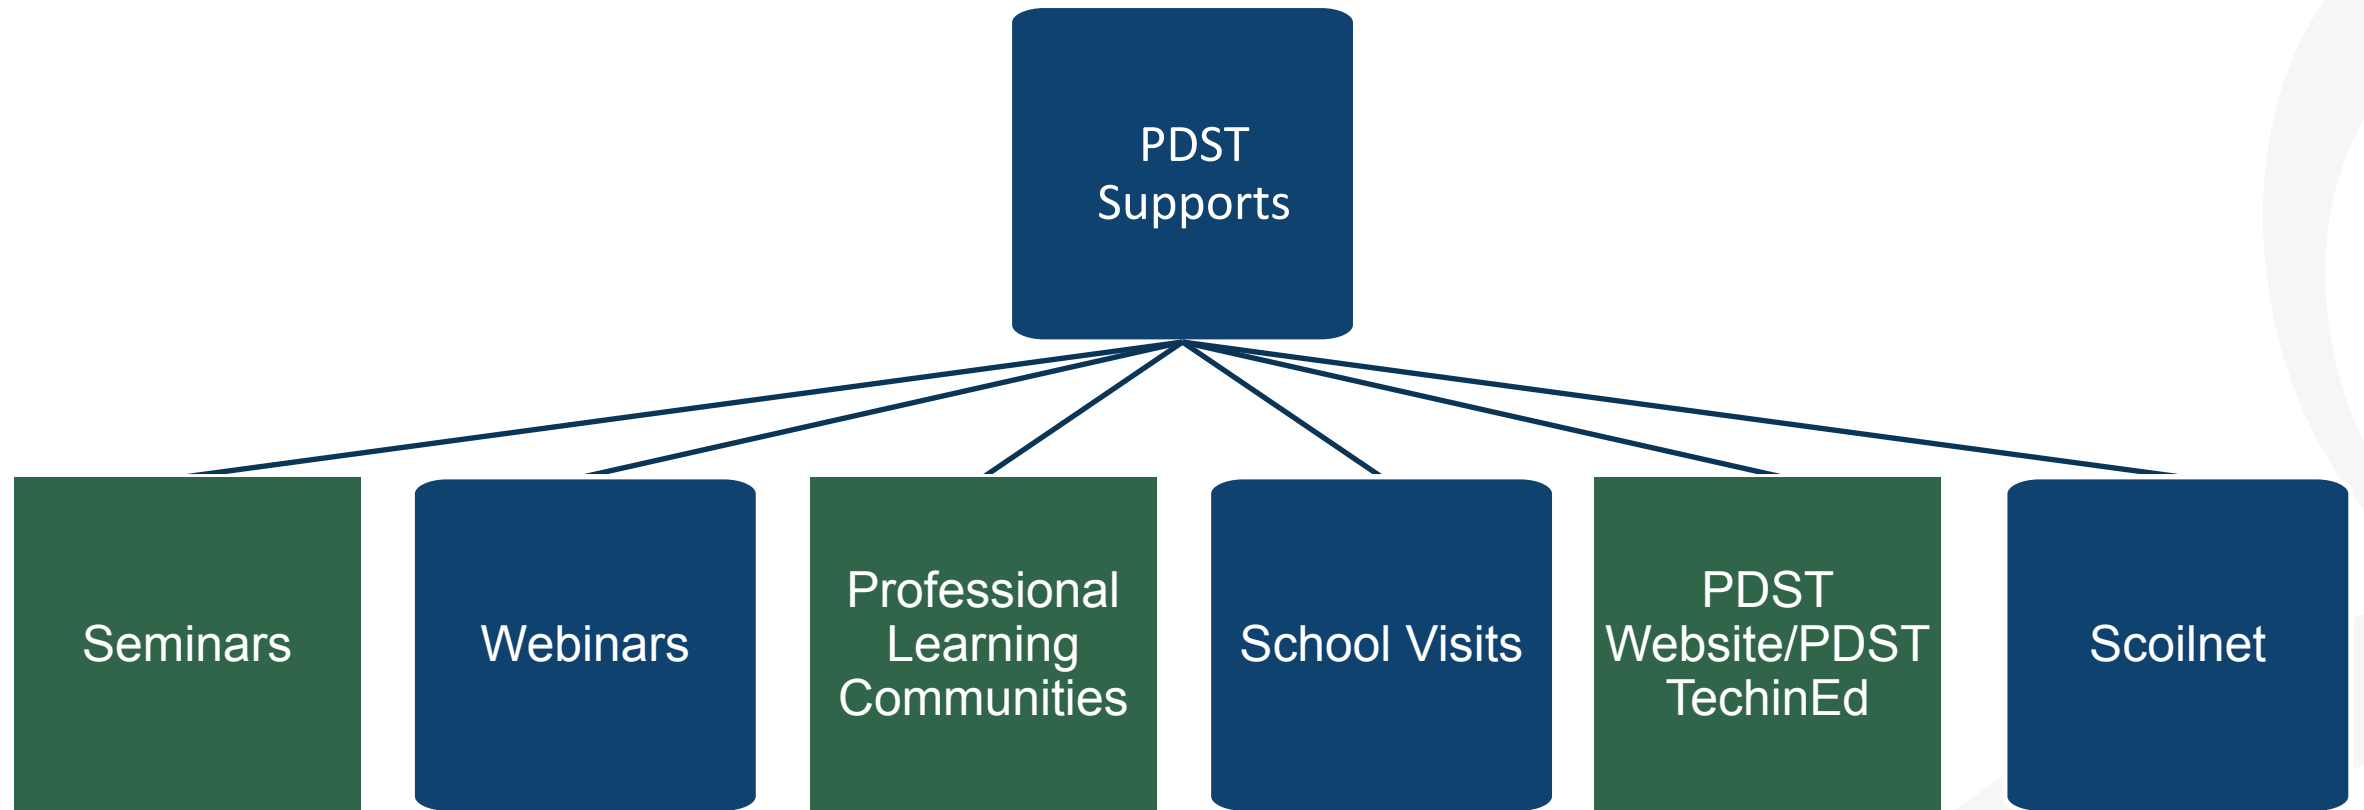 PDST
Supports
Seminars
Webinars
Professional
Learning
Communities
School Visits
PDST
Website/PDST
TechinEd
Scoilnet